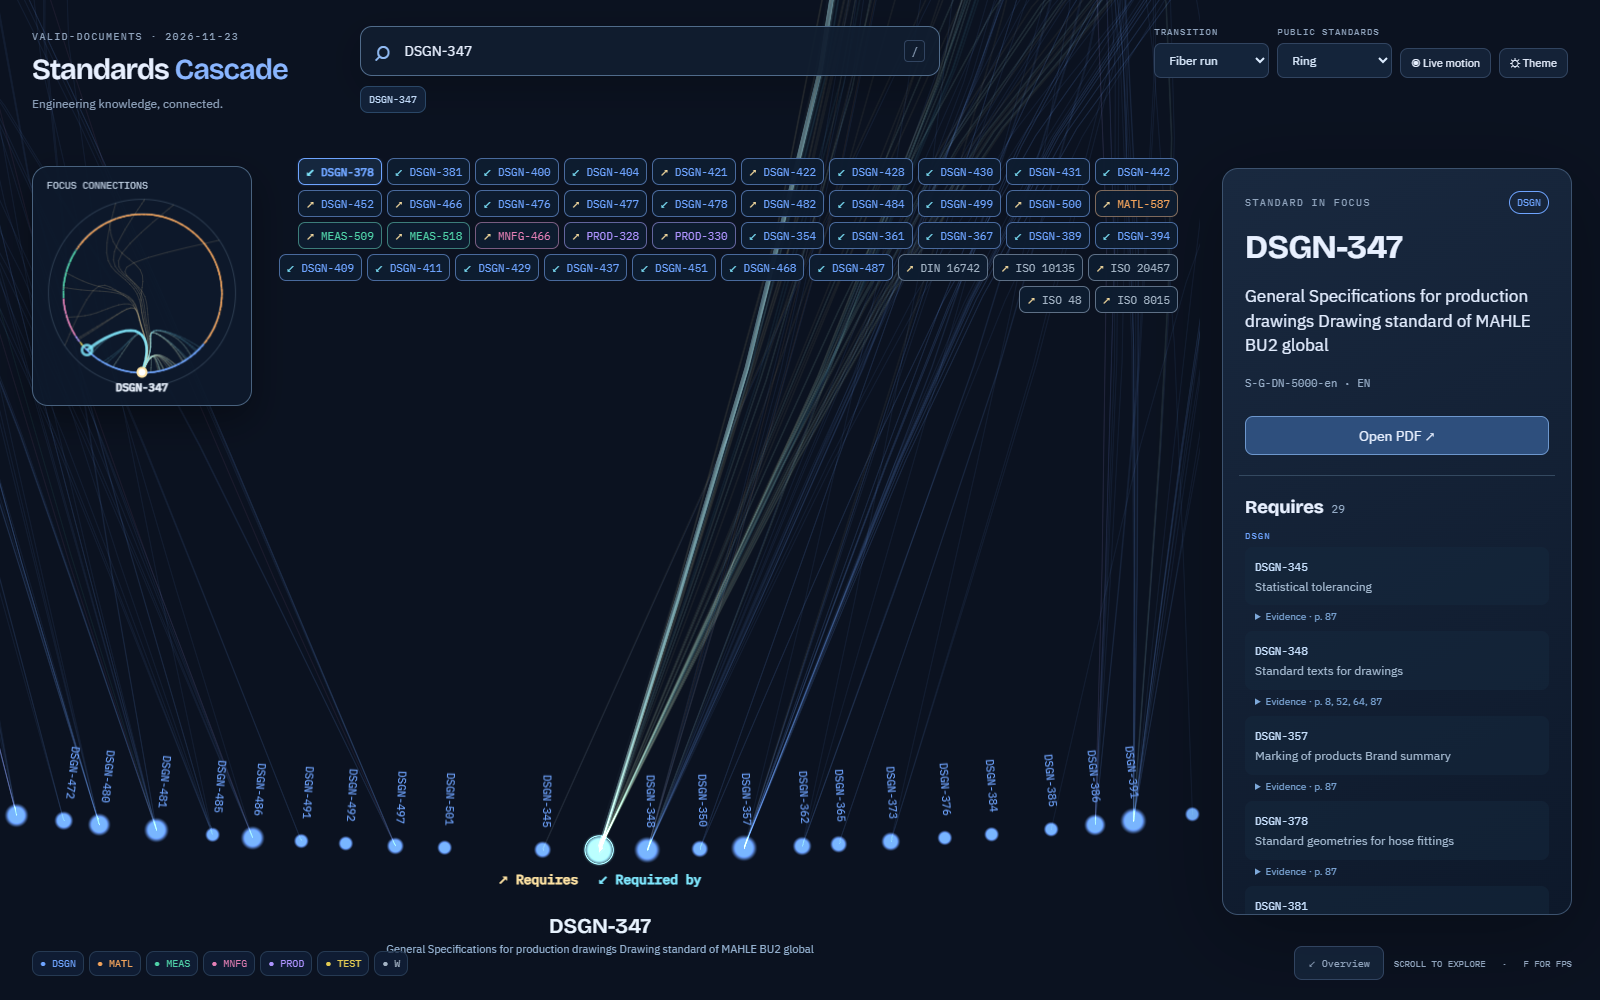 VALID-DOCUMENTS · 2026-11-23
Standards Cascade
Engineering knowledge, connected.
DSGN-347
/
DSGN-347
TRANSITION
Fiber run
PUBLIC STANDARDS
Ring
Live motion
Theme
FOCUS CONNECTIONS
DSGN-347
↙ DSGN-378 ↙ DSGN-381 ↙ DSGN-400 ↙ DSGN-404 ↗ DSGN-421 ↗ DSGN-422 ↙ DSGN-428 ↙ DSGN-430 ↙ DSGN-431 ↙ DSGN-442
↗ DSGN-452 ↗ DSGN-466 ↙ DSGN-476 ↗ DSGN-477 ↙ DSGN-478 ↗ DSGN-482 ↙ DSGN-484 ↙ DSGN-499 ↗ DSGN-500 ↗ MATL-587
↗ MEAS-509 ↗ MEAS-518 ↗ MNFG-466 ↗ PROD-328 ↗ PROD-330 ↙ DSGN-354 ↙ DSGN-361 ↙ DSGN-367 ↙ DSGN-389 ↙ DSGN-394
↙ DSGN-409 ↙ DSGN-411 ↙ DSGN-429 ↙ DSGN-437 ↙ DSGN-451 ↙ DSGN-468 ↙ DSGN-487 ↗ DIN 16742 ↗ ISO 10135 ↗ ISO 20457
↗ ISO 48 ↗ ISO 8015
STANDARD IN FOCUS
DSGN
DSGN-347
General Specifications for production
drawings Drawing standard of MAHLE
BU2 global
S-G-DN-5000-en · EN
Open PDF ↗
Requires 29
DSGN
DSGN-345
Statistical tolerancing
▶ Evidence · p. 87
DSGN-348
Standard texts for drawings
▶ Evidence · p. 8, 52, 64, 87
DSGN-357
Marking of products Brand summary
▶ Evidence · p. 87
DSGN-378
Standard geometries for hose fittings
▶ Evidence · p. 87
DSGN-381
DSGN-472
DSGN-480
DSGN-481
DSGN-485
DSGN-486
DSGN-491
DSGN-492
DSGN-497
DSGN-501
DSGN-345
DSGN-348
DSGN-350
DSGN-357
DSGN-362
DSGN-365
DSGN-373
DSGN-376
DSGN-384
DSGN-385
DSGN-386
DSGN-391
↗ Requires ↙ Required by
DSGN-347
General Specifications for production drawings Drawing standard of MAHLE BU2 global
DSGN
MATL
MEAS
MNFG
PROD
TEST
W
↙ Overview
SCROLL TO EXPLORE · F FOR FPS